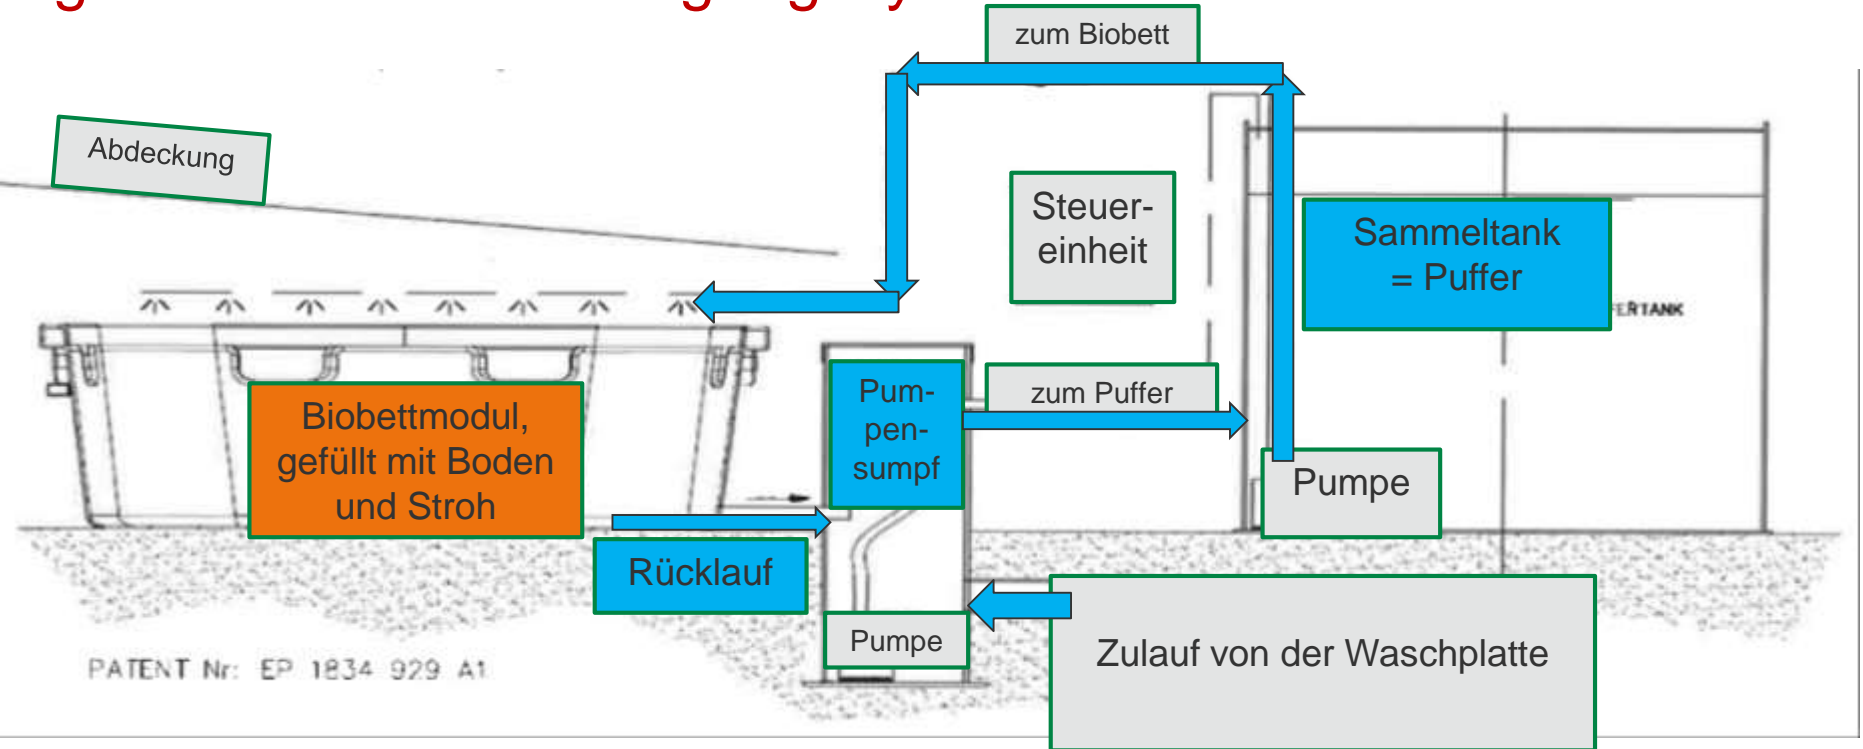 zum Biobett
Abdeckung
Steuer-
einheit
Sammeltank
= Puffer
Pum-
pen-
sumpf
zum Puffer
Biobettmodul,
gefüllt mit Boden
und Stroh
Pumpe
Rücklauf
Pumpe
Zulauf von der Waschplatte
PATENT Nr: EP 1834 929 A1